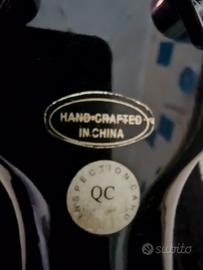 HAND-CRAFTED
IN CHINA
INSPECTION CARD
QC
subito